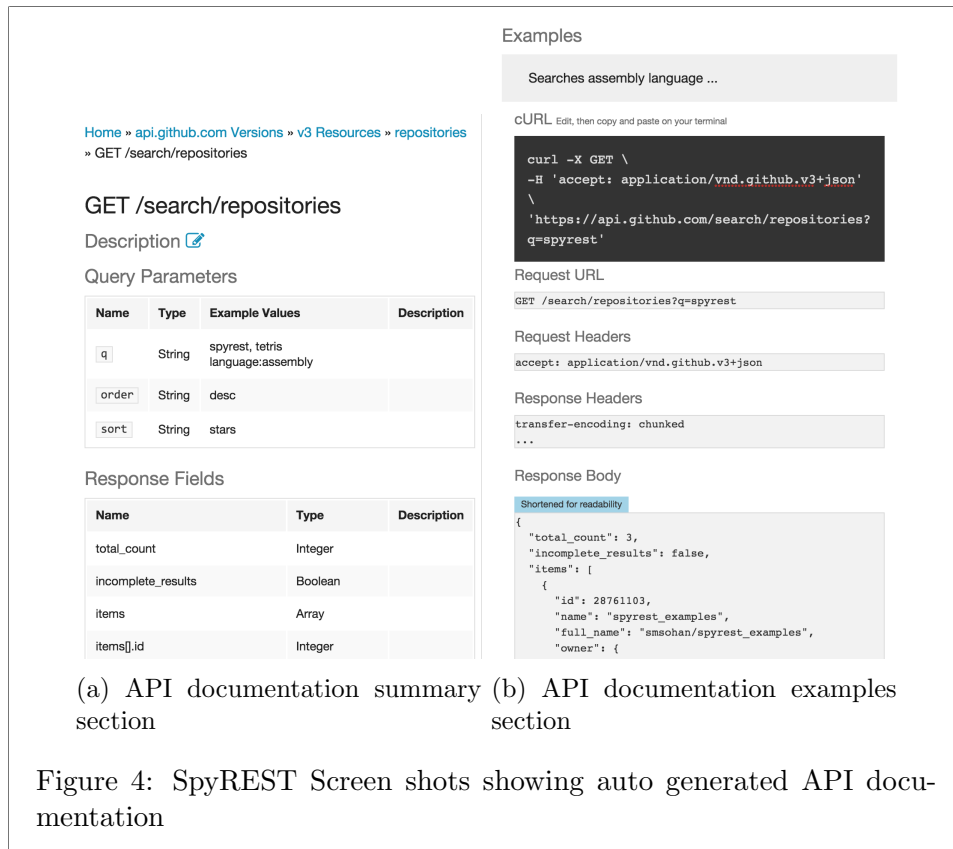 Home » api.github.com Versions » v3 Resources » repositories
» GET /search/repositories
GET /search/repositories
Description
Query Parameters
Name Type Example Values Description
q String spyrest, tetris
language:assembly
order String desc
sort String stars
Response Fields
Name Type Description
total_count Integer
incomplete_results Boolean
items Array
items[].id Integer
(a) API documentation summary
section
Examples
Searches assembly language ...
cURL Edit, then copy and paste on your terminal
curl -X GET \
-H 'accept: application/vnd.github.v3+json'
\
'https://api.github.com/search/repositories?
q=spyrest'
Request URL
GET /search/repositories?q=spyrest
Request Headers
accept: application/vnd.github.v3+json
Response Headers
transfer-encoding: chunked
...
Response Body
Shortened for readability
{
"total_count": 3,
"incomplete_results": false,
"items": [
{
"id": 28761103,
"name": "spyrest_examples",
"full_name": "smsohan/spyrest_examples",
"owner": {
(b) API documentation examples
section
Figure 4: SpyREST Screen shots showing auto generated API docu-
mentation